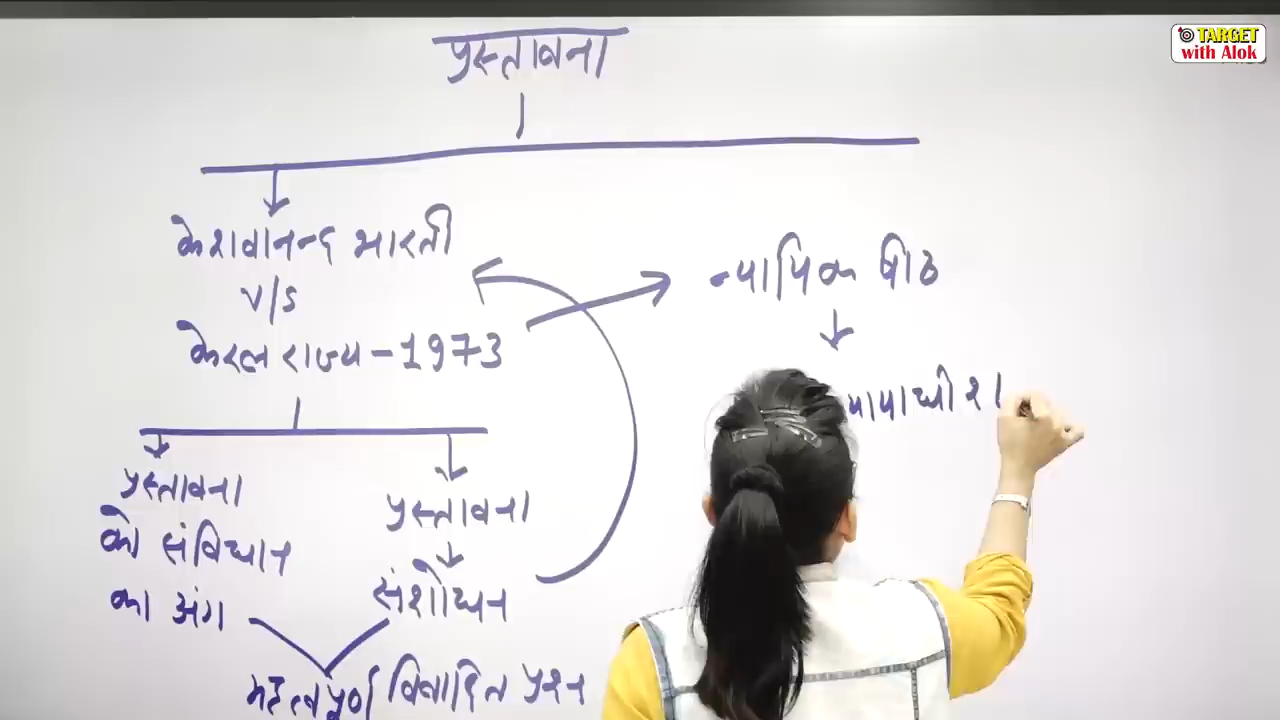 TARGET
with Alok
प्रस्तावना
केशवानन्द भारती
V/S
केरल राज्य - 1973
प्रस्तावना
को संविधान
का अंग
प्रस्तावना
संशोधन
महत्वपूर्ण विवादित प्रश्न
न्यायिक